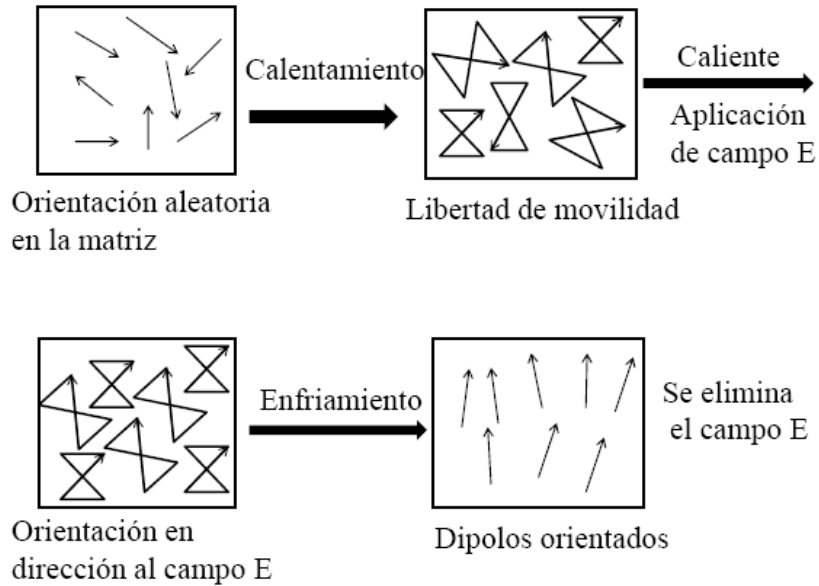 Calentamiento
Caliente
Aplicación
de campo E
Orientación aleatoria
en la matriz
Libertad de movilidad
Enfriamiento
Se elimina
el campo E
Orientación en
dirección al campo E
Dipolos orientados